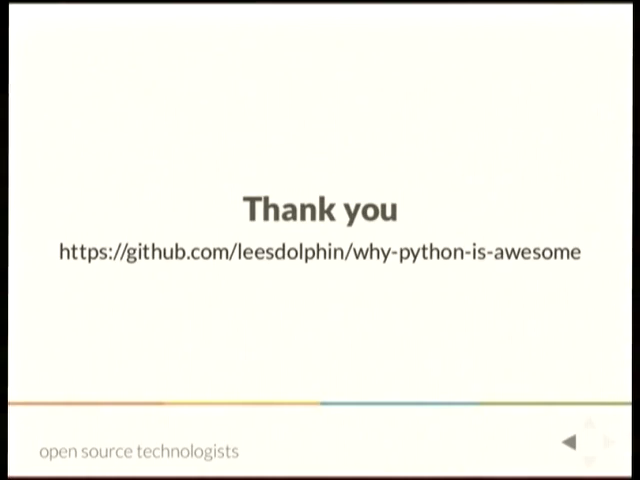 Thank you
https://github.com/leesdolphin/why-python-is-awesome
open source technologists